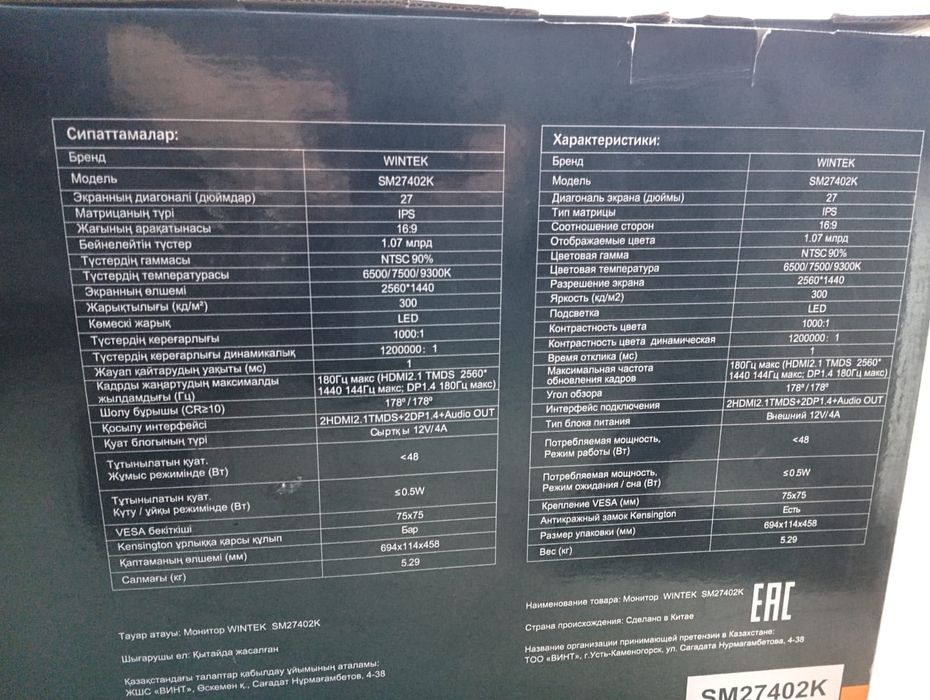 Сипаттамалар:
Бренд WINTEK
Модель SM27402K
Экранның диагоналі (дюймдар) 27
Матрицаның түрі IPS
Жағының арақатынасы 16:9
Бейнелейтін түстер 1.07 млрд
Түстердің гаммасы NTSC 90%
Түстердің температурасы 6500/7500/9300K
Экранның өлшемі 2560*1440
Жарықтылығы (кд/м²) 300
Көмескі жарық LED
Түстердің кереғарлығы 1000:1
Түстердің кереғарлығы динамикалық 1200000: 1
Жауап қайтарудың уақыты (мс) 1
Кадрды жаңартудың максималды
жылдамдығы (Гц)
180Гц макс (HDMI2.1 TMDS 2560*
1440 144Гц макс; DP1.4 180Гц макс)
Шолу бұрышы (CR≥10) 178°/178°
Қосылу интерфейсі 2HDMI2.1TMDS+2DP1.4+Audio OUT
Қуат блогының түрі Сыртқы 12V/4A
Тұтынылатын қуат.
Жұмыс режимінде (Вт)
<48
Тұтынылатын қуат.
Күту / ұйқы режимінде (Вт)
≤0.5W
VESA бекіткіші 75x75
Kensington ұрлыққа қарсы құлып Бар
Қаптаманың өлшемі (мм) 694x114x458
Салмағы (кг) 5.29
Тауар атауы: Монитор WINTEK SM27402K
Шығарушы ел: Қытайда жасалған
Қазақстандағы талаптар қабылдау ұйымының аталамы:
ЖШС «ВИНТ», Өскемен қ., Сағадат Нұрмағамбетова, 4-38
Характеристики:
Бренд WINTEK
Модель SM27402K
Диагональ экрана (дюймы) 27
Тип матрицы IPS
Соотношение сторон 16:9
Отображаемые цвета 1.07 млрд
Цветовая гамма NTSC 90%
Цветовая температура 6500/7500/9300K
Разрешение экрана 2560*1440
Яркость (кд/м2) 300
Подсветка LED
Контрастность цвета 1000:1
Контрастность цвета динамическая 1200000: 1
Время отклика (мс) 1
Максимальная частота
обновления кадров
180Гц макс (HDMI2.1 TMDS 2560*
1440 144Гц макс; DP1.4 180Гц макс)
Угол обзора 178°/178°
Интерфейс подключения 2HDMI2.1TMDS+2DP1.4+Audio OUT
Тип блока питания Внешний 12V/4A
Потребляемая мощность,
Режим работы (Вт)
<48
Потребляемая мощность,
Режим ожидания / сна (Вт)
≤0.5W
Крепление VESA (мм) 75x75
Антикражный замок Kensington Есть
Размер упаковки (мм) 694x114x458
Вес (кг) 5.29
Наименование товара: Монитор WINTEK SM27402K
EAC
Страна происхождения: Сделано в Китае
Название организации принимающей претензии в Казахстане:
ТОО «ВИНТ», г.Усть-Каменогорск, ул. Сагадата Нурмагамбетова, 4-38
SM27402K